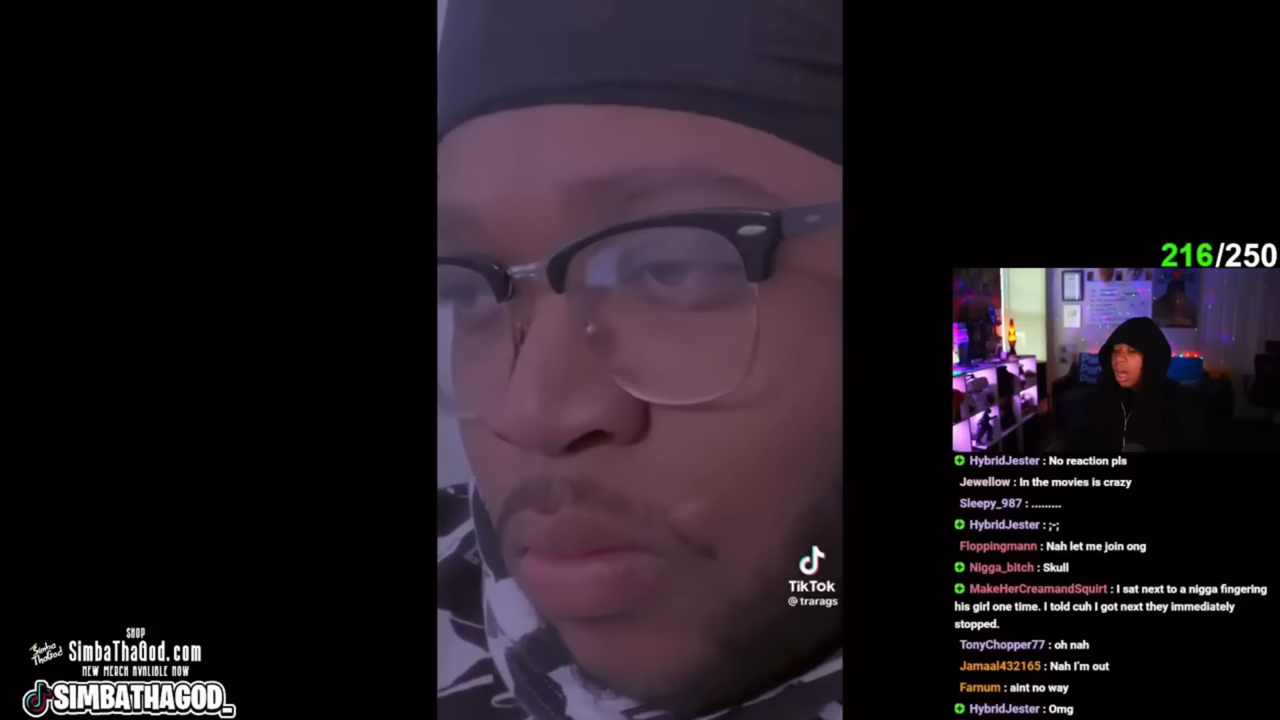 216/250
HybridJester : No reaction pls
Jewellow : In the movies is crazy
Sleepy_987 : .........
HybridJester : ;-;
Floppingmann : Nah let me join ong
Nigga_bitch : Skull
MakeHerCreamandSquirt : I sat next to a nigga fingering
his girl one time. I told cuh I got next they immediately
stopped.
TonyChopper77 : oh nah
Jamaal432165 : Nah I'm out
Farnum : aint no way
HybridJester : Omg
TikTok
@ trarags
SHOP
Simba
ThaGod
SimbaThaGod.com
NEW MERCH AVALIBLE NOW
@SIMBATHAGOD_